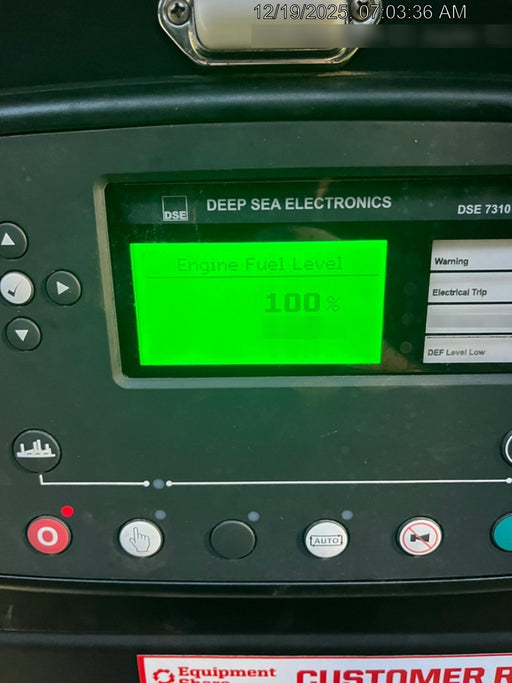 12/19/2025, 07:03:36 AM
DSE
DEEP SEA ELECTRONICS
DSE 7310
Engine Fuel Level
100 %
Warning
Electrical Trip
DEF Level Low
O
AUTO
Equipment
Share
CUSTOMER R